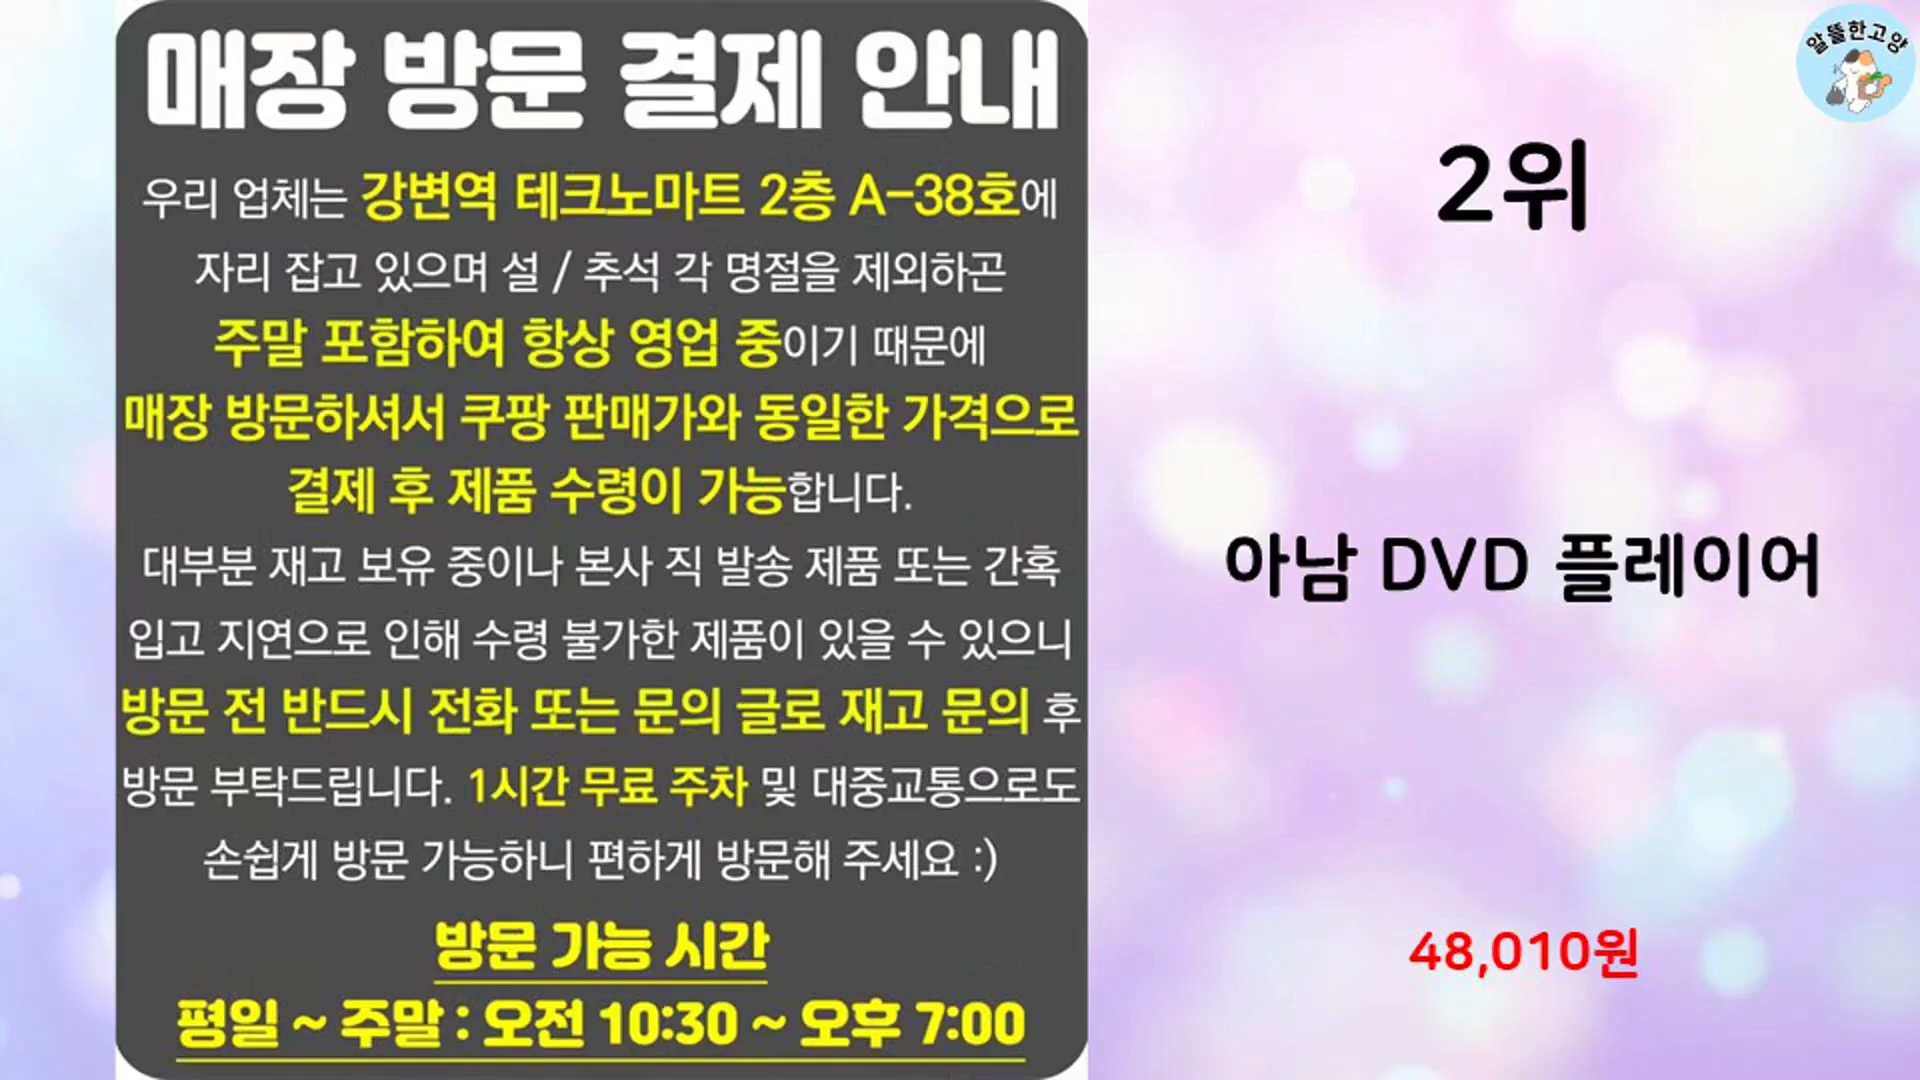 매장 방문 결제 안내
우리 업체는 강변역 테크노마트 2층 A-38호에
자리 잡고 있으며 설 / 추석 각 명절을 제외하곤
주말 포함하여 항상 영업 중이기 때문에
매장 방문하셔서 쿠팡 판매가와 동일한 가격으로
결제 후 제품 수령이 가능합니다.
대부분 재고 보유 중이나 본사 직 발송 제품 또는 간혹
입고 지연으로 인해 수령 불가한 제품이 있을 수 있으니
방문 전 반드시 전화 또는 문의 글로 재고 문의 후
방문 부탁드립니다. 1시간 무료 주차 및 대중교통으로도
손쉽게 방문 가능하니 편하게 방문해 주세요 :)
방문 가능 시간
평일 ~ 주말 : 오전 10:30 ~ 오후 7:00
알뜰한고양
2위
아남 DVD 플레이어
48,010원